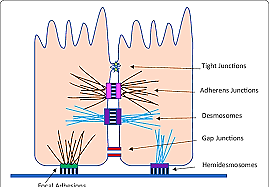 Tight Junctions
Adherens Junctions
Desmosomes
Gap Junctions
Hemidesmosomes
Focal Adhesions